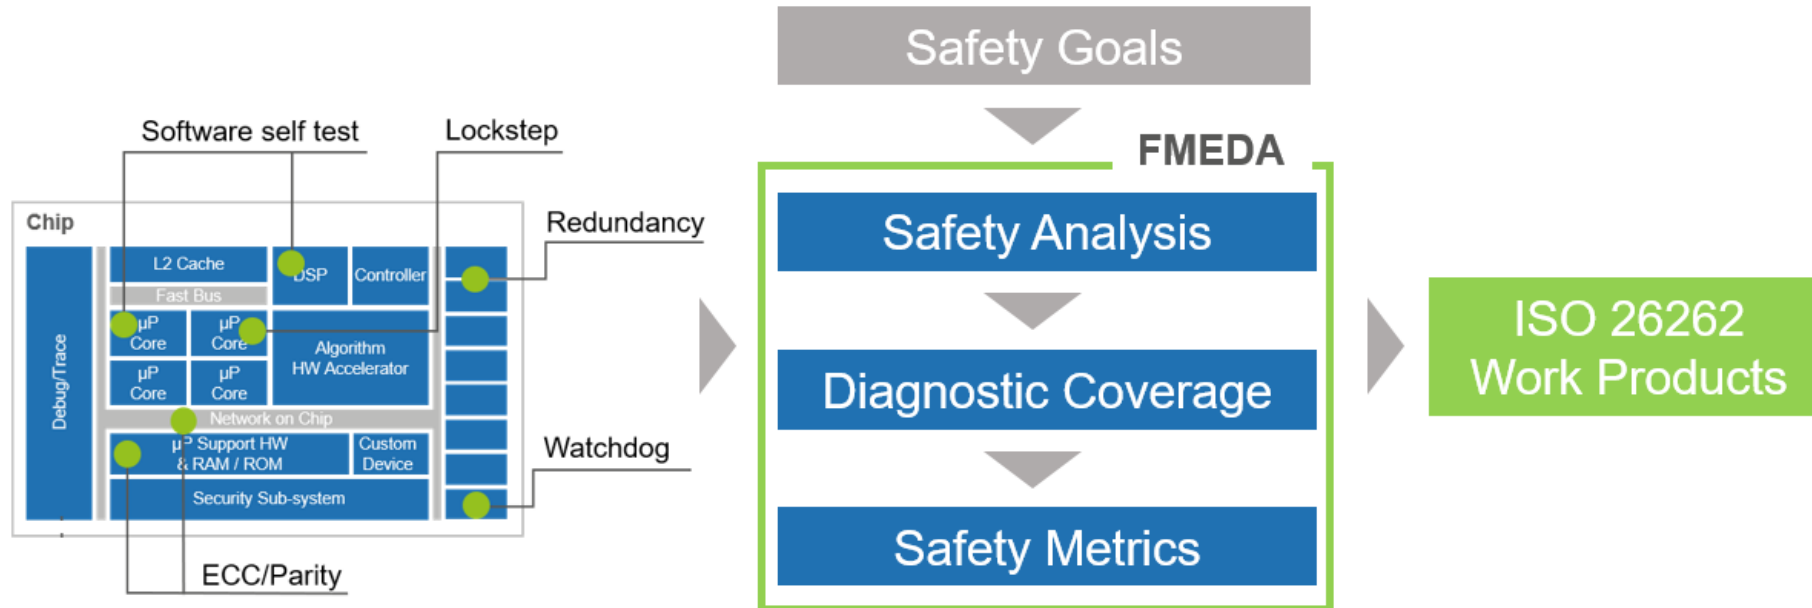 Safety Goals
Software self test
Lockstep
FMEDA
Chip
Redundancy
Safety Analysis
L2 Cache
DSP
Controller
Fast Bus
µP
Core
µP
Core
Algorithm
HW Accelerator
µP
Core
µP
Core
Debug/Trace
Network on Chip
µP Support HW
& RAM / ROM
Custom
Device
Security Sub-system
Watchdog
ECC/Parity
Diagnostic Coverage
Safety Metrics
ISO 26262
Work Products